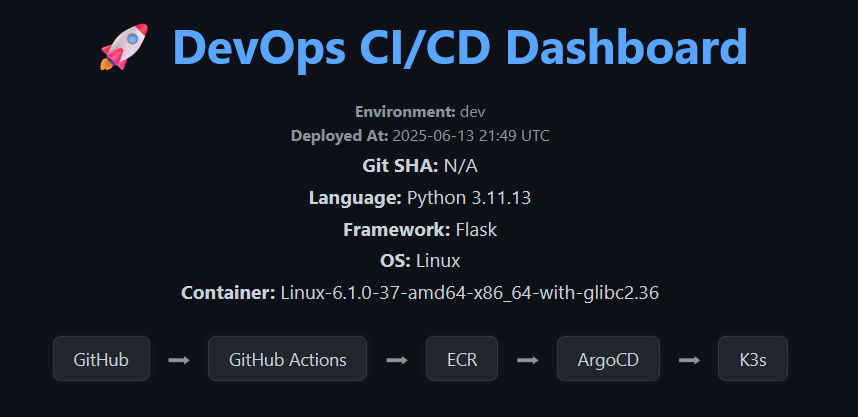 🚀 DevOps CI/CD Dashboard
Environment: dev
Deployed At: 2025-06-13 21:49 UTC
Git SHA: N/A
Language: Python 3.11.13
Framework: Flask
OS: Linux
Container: Linux-6.1.0-37-amd64-x86_64-with-glibc2.36
GitHub ➡ GitHub Actions ➡ ECR ➡ ArgoCD ➡ K3s